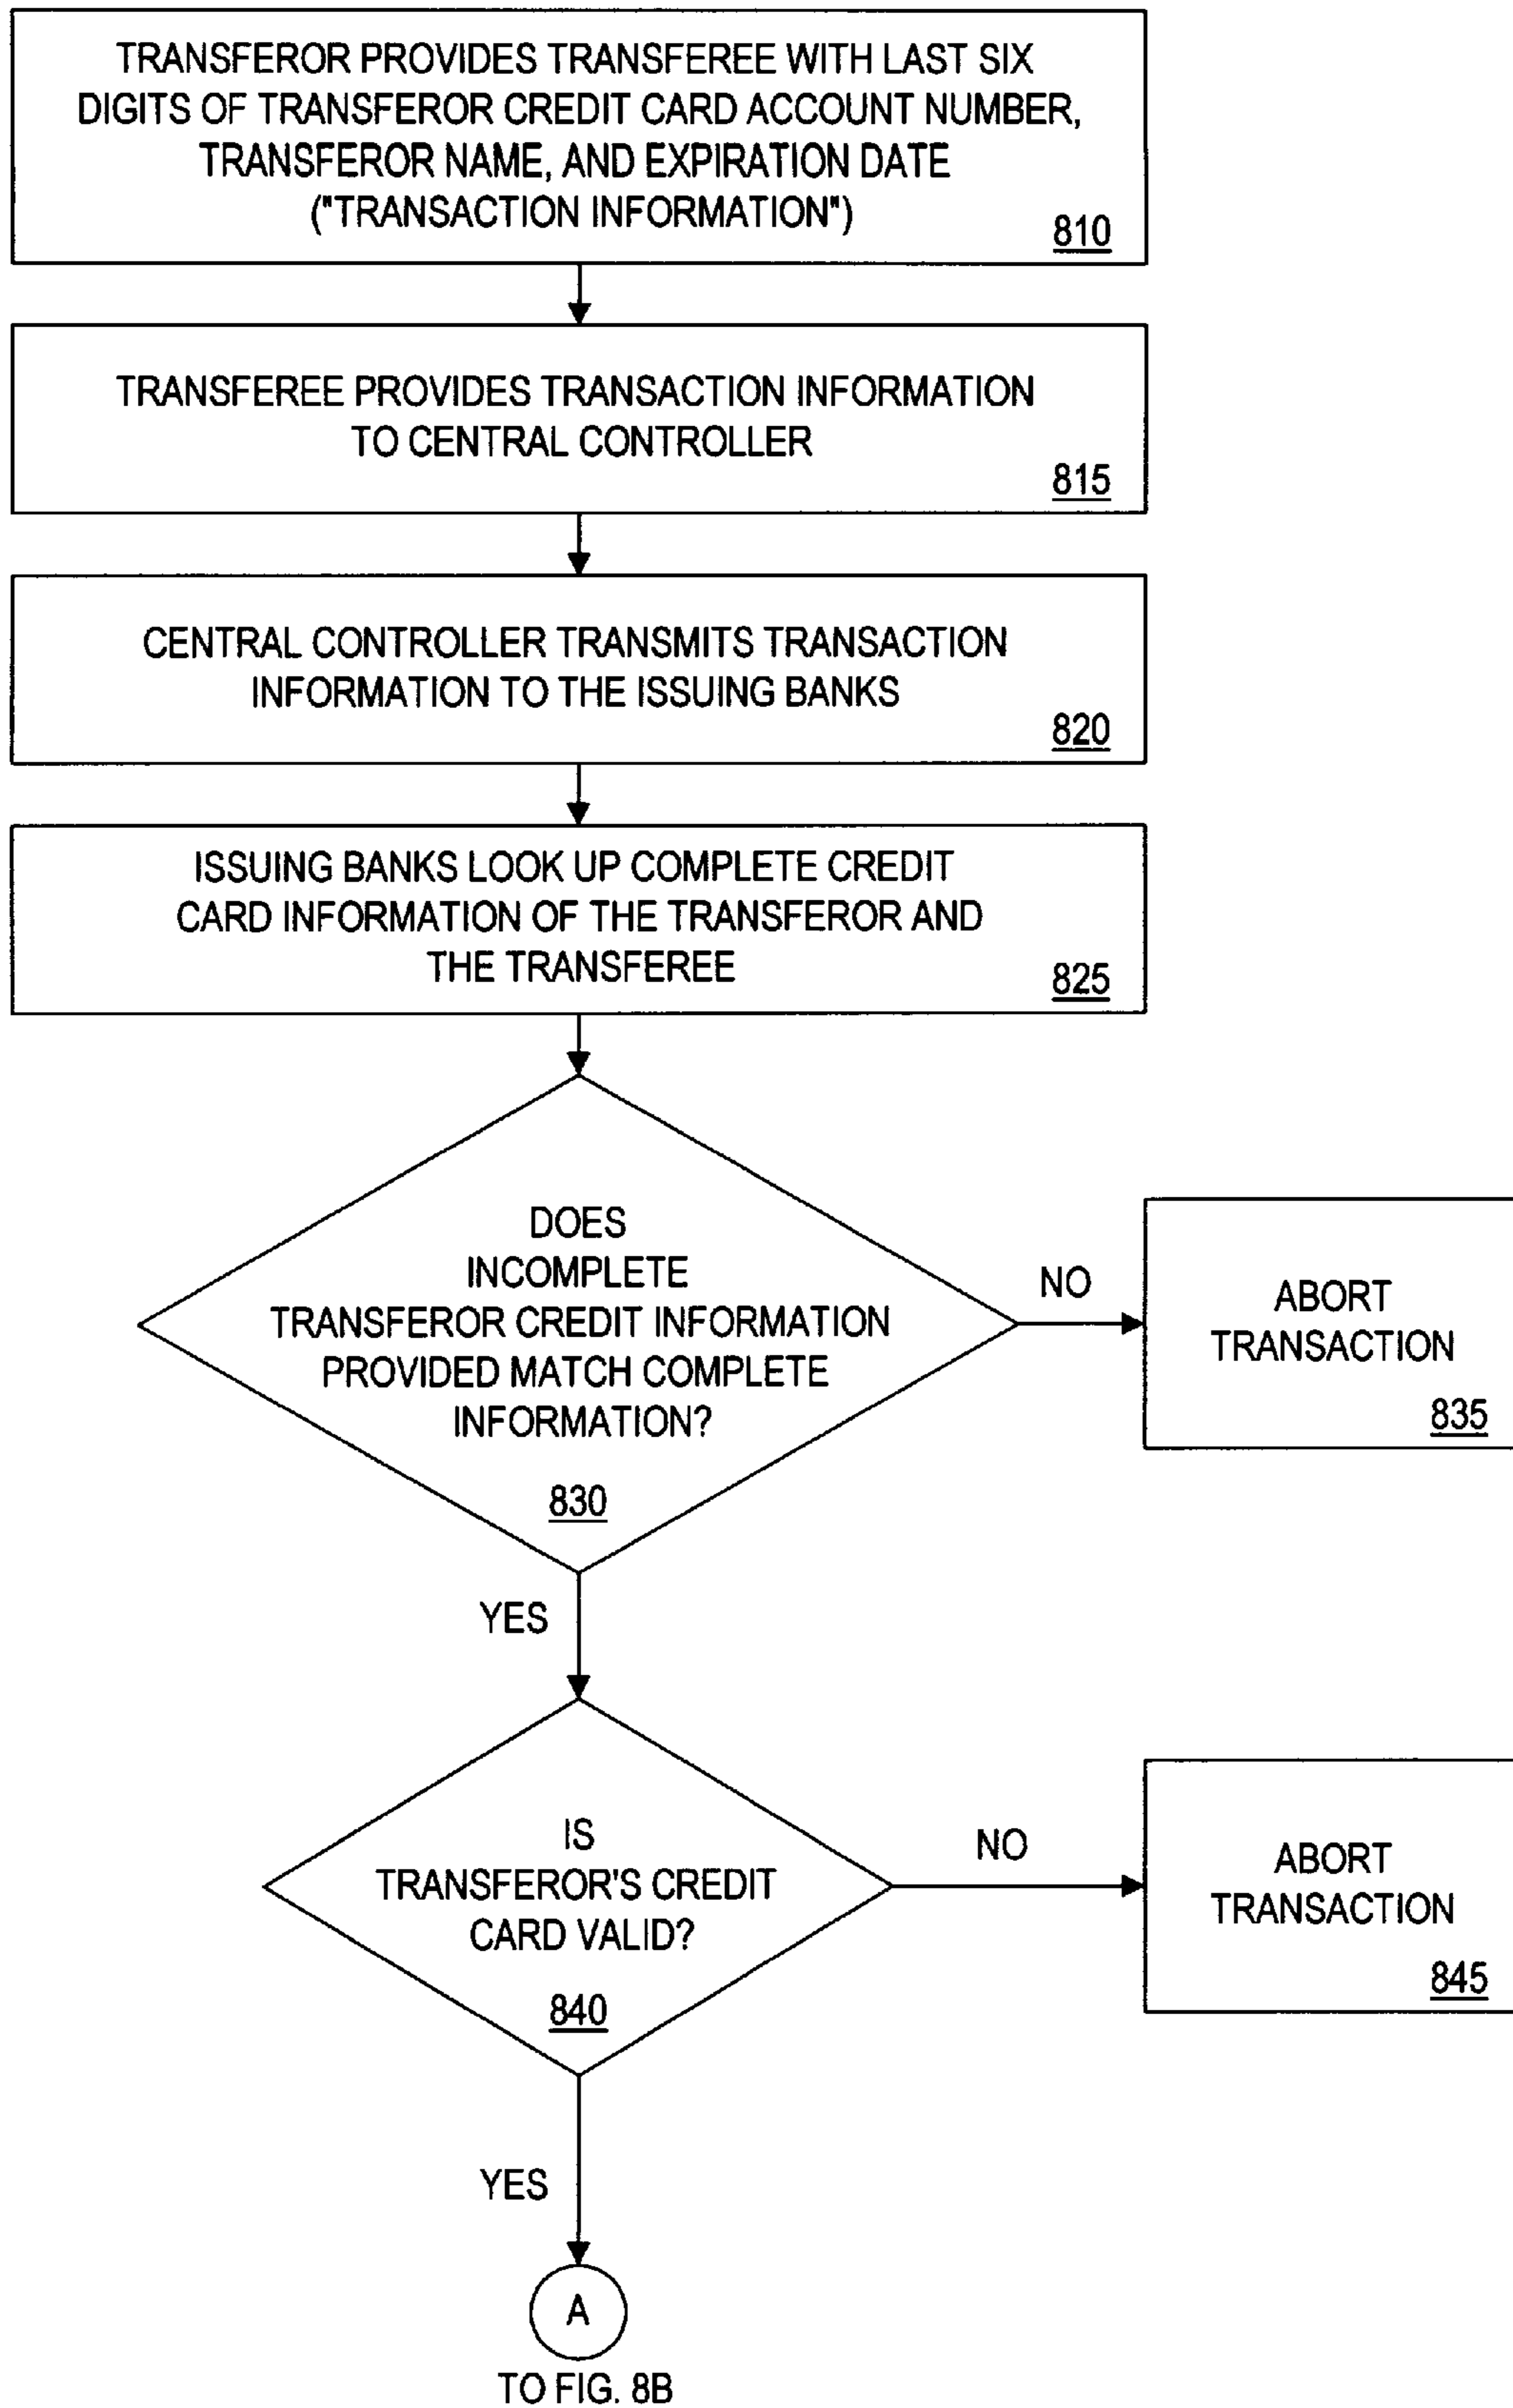 TRANSFEROR PROVIDES TRANSFEREE WITH LAST SIX
DIGITS OF TRANSFEROR CREDIT CARD ACCOUNT NUMBER,
TRANSFEROR NAME, AND EXPIRATION DATE
("TRANSACTION INFORMATION")
810
TRANSFEREE PROVIDES TRANSACTION INFORMATION
TO CENTRAL CONTROLLER
815
CENTRAL CONTROLLER TRANSMITS TRANSACTION
INFORMATION TO THE ISSUING BANKS
820
ISSUING BANKS LOOK UP COMPLETE CREDIT
CARD INFORMATION OF THE TRANSFEROR AND
THE TRANSFEREE
825
DOES
INCOMPLETE
TRANSFEROR CREDIT INFORMATION
PROVIDED MATCH COMPLETE
INFORMATION?
830
NO
ABORT
TRANSACTION
835
YES
IS
TRANSFEROR'S CREDIT
CARD VALID?
840
NO
ABORT
TRANSACTION
845
YES
A
TO FIG. 8B